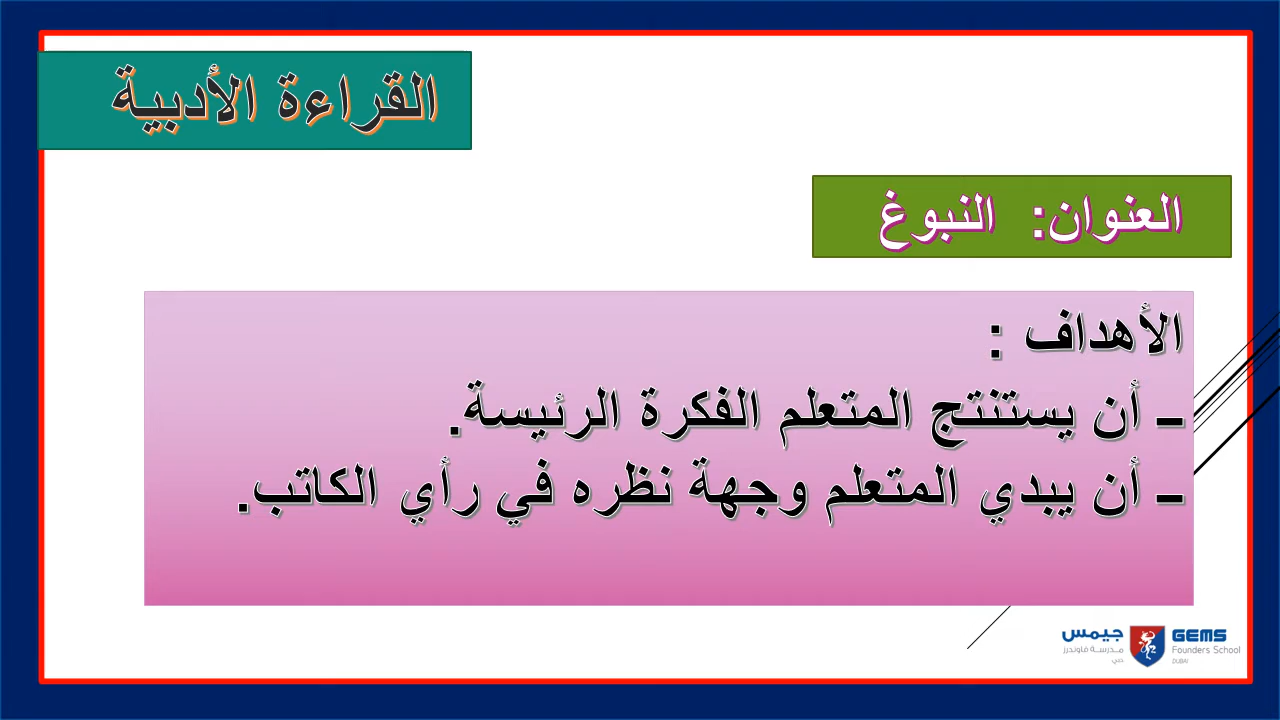 القراءة الأدبية
العنوان: النبوغ
الأهداف :
ـ أن يستنتج المتعلم الفكرة الرئيسة.
ـ أن يبدي المتعلم وجهة نظره في رأي الكاتب.
جيمس
مدرسة فاوندرز
دبي
GEMS
Founders School
DUBAI